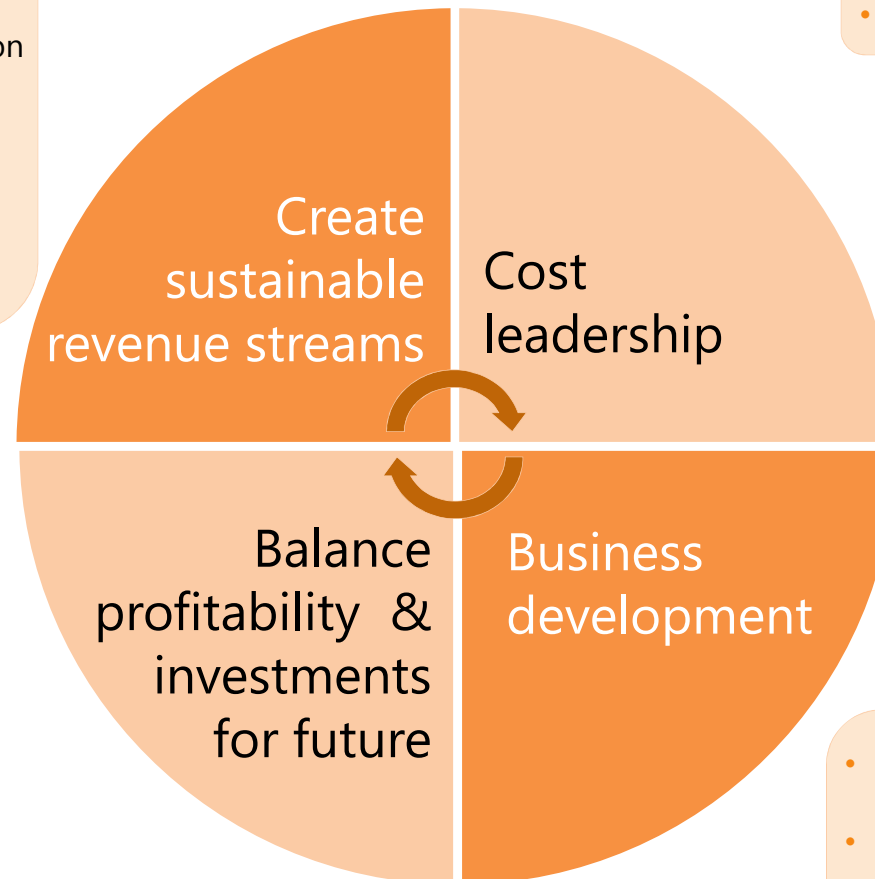 Create
sustainable
revenue streams
Cost
leadership
Balance
profitability &
investments
for future
Business
development